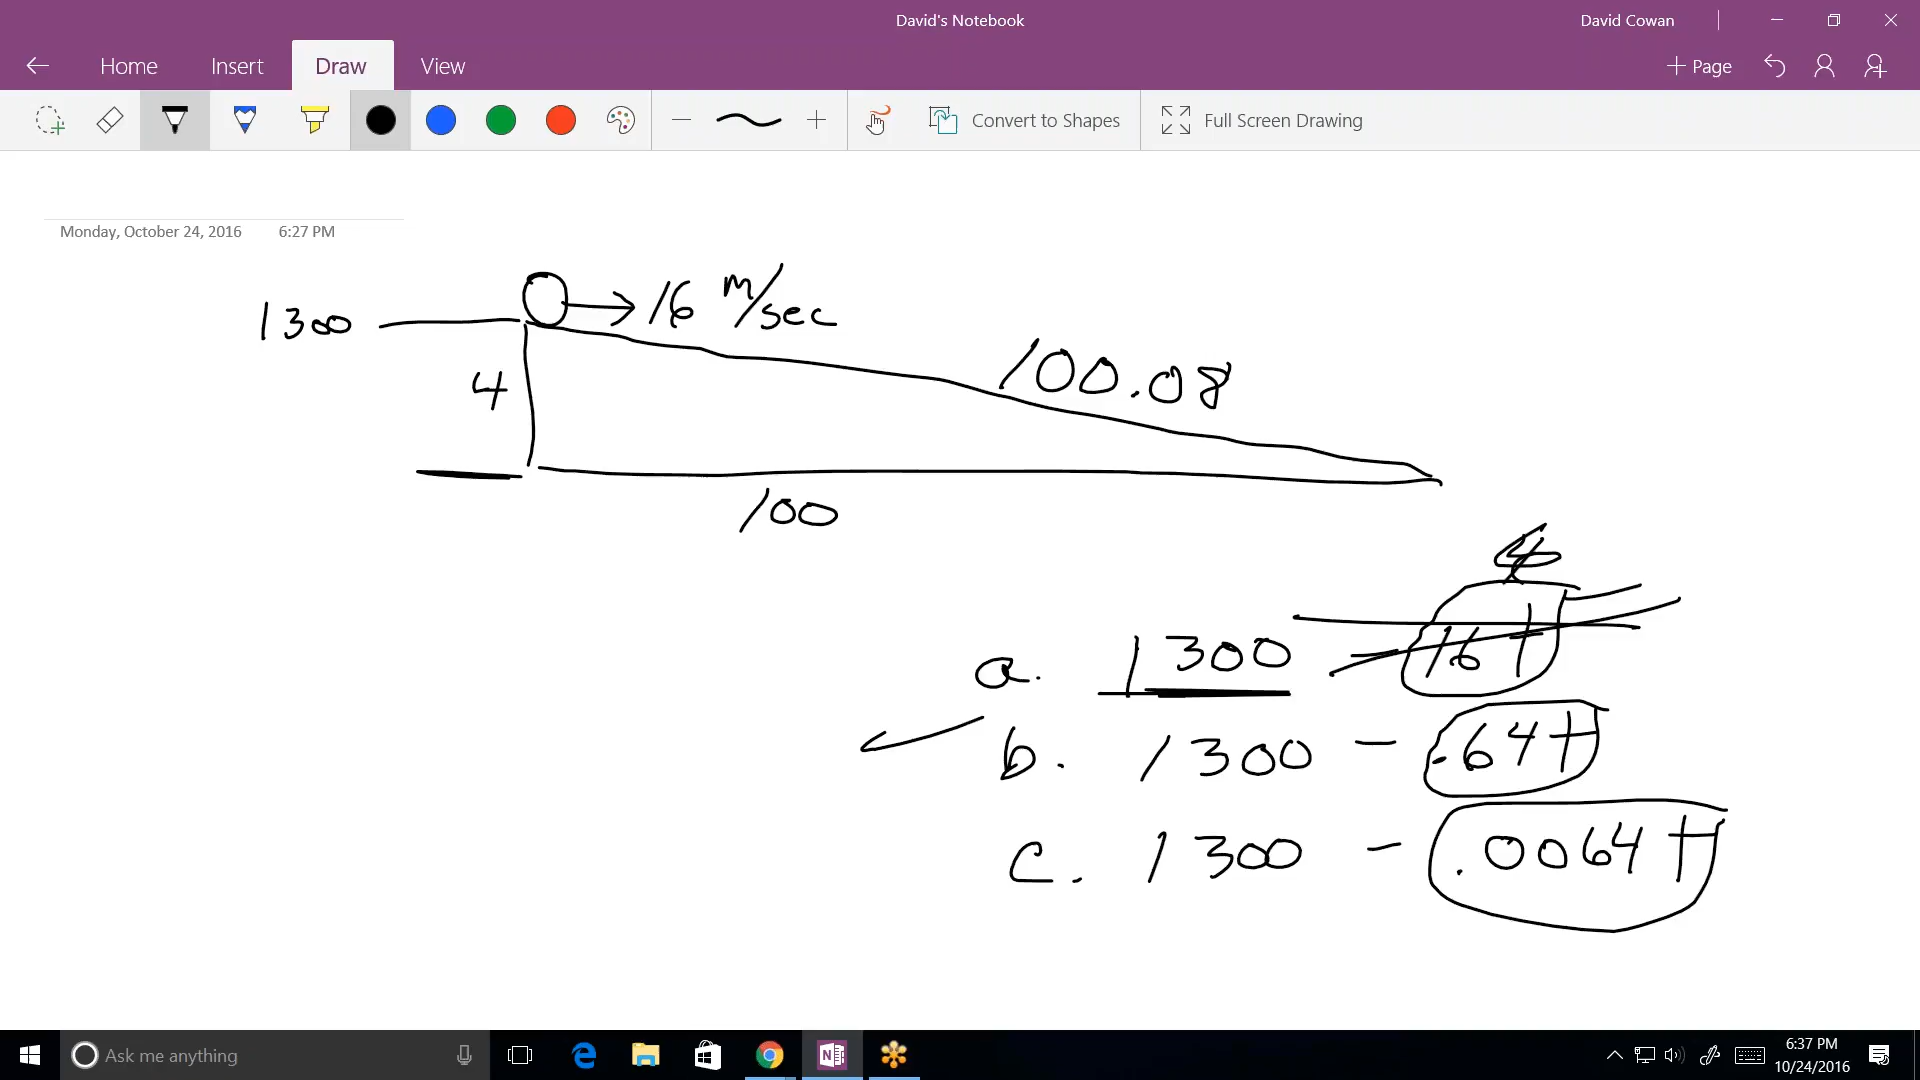 David's Notebook
David Cowan
Home Insert Draw View
Page
Convert to Shapes
Full Screen Drawing
Monday, October 24, 2016 6:27 PM
1300
16 m/sec
4
100.08
100
4
a. 1300 - 16t
b. 1300 - .64t
c. 1300 - .0064t
Ask me anything
6:37 PM
10/24/2016